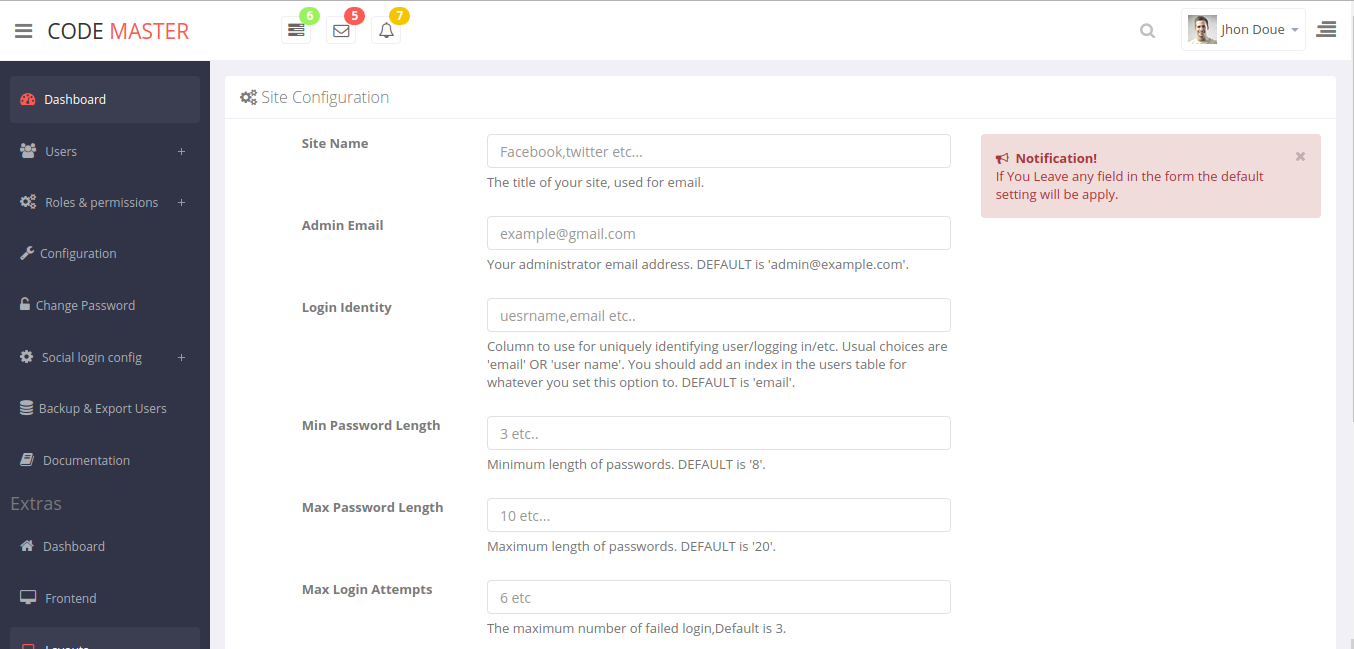 CODE MASTER
6
5
7
Jhon Doue
Dashboard
Users +
Roles & permissions +
Configuration
Change Password
Social login config +
Backup & Export Users
Documentation
Extras
Dashboard
Frontend
Layouts
Site Configuration
Site Name
Facebook,twitter etc...
The title of your site, used for email.
Admin Email
example@gmail.com
Your administrator email address. DEFAULT is 'admin@example.com'.
Login Identity
uesrname,email etc..
Column to use for uniquely identifying user/logging in/etc. Usual choices are
'email' OR 'user name'. You should add an index in the users table for
whatever you set this option to. DEFAULT is 'email'.
Min Password Length
3 etc..
Minimum length of passwords. DEFAULT is '8'.
Max Password Length
10 etc...
Maximum length of passwords. DEFAULT is '20'.
Max Login Attempts
6 etc
The maximum number of failed login,Default is 3.
Notification!
If You Leave any field in the form the default
setting will be apply.